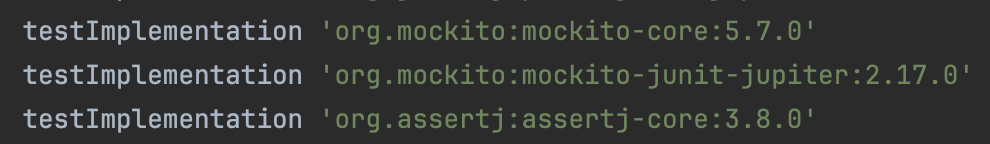 testImplementation 'org.mockito:mockito-core:5.7.0'
testImplementation 'org.mockito:mockito-junit-jupiter:2.17.0'
testImplementation 'org.assertj:assertj-core:3.8.0'